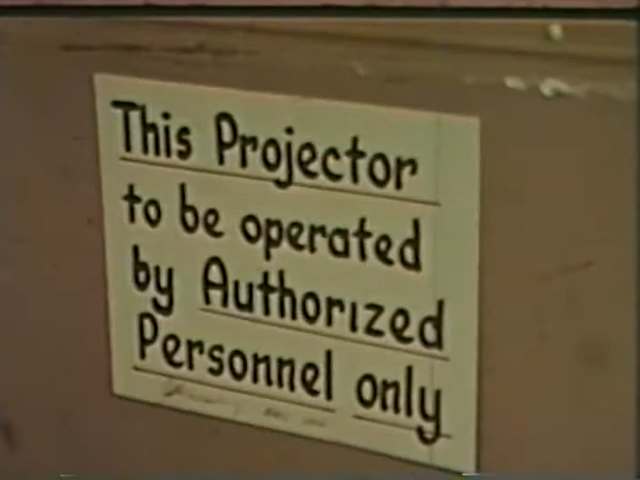 This Projector
to be operated
by Authorized
Personnel only